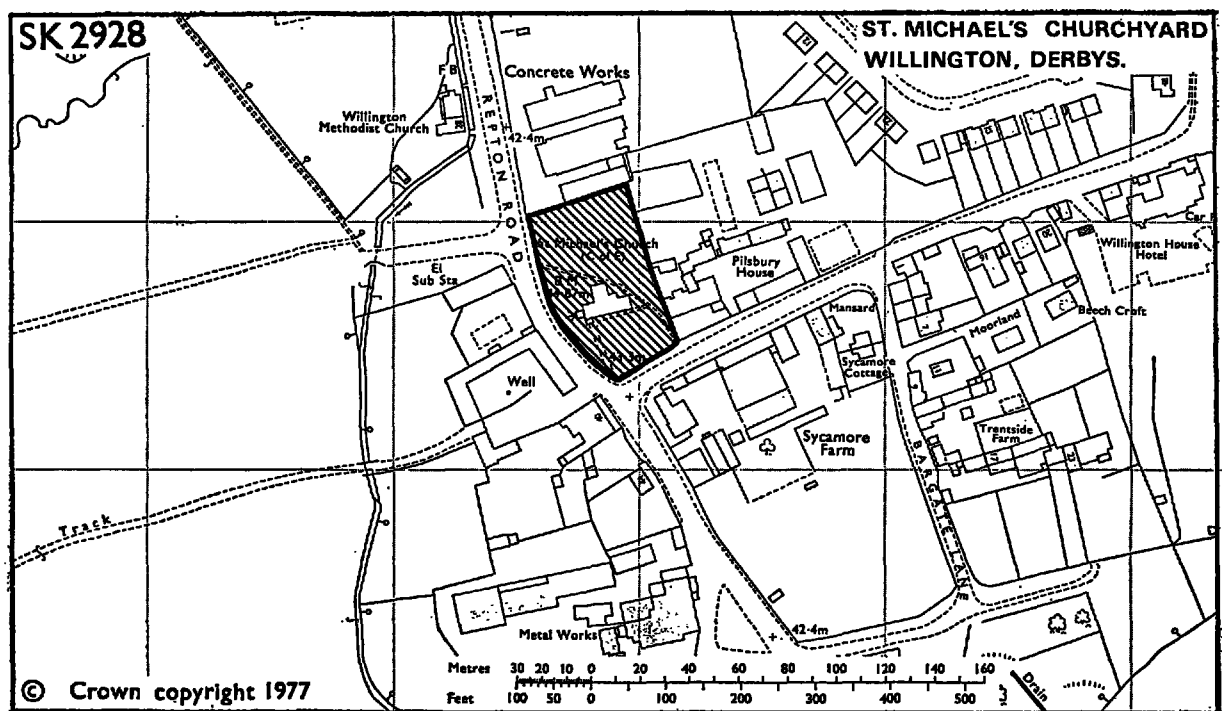 SK 2928
ST. MICHAEL'S CHURCHYARD
WILLINGTON, DERBYS.
FB
Concrete Works
Willington
Methodist Church
REPTON ROAD
42·4m
St Michael's Church
(C of E)
Pilsbury
House
Car P
Willington House
Hotel
El
Sub Sta
Mansard
Moorland
Beech Croft
Sycamore
Cottage
Well
Sycamore
Farm
Trentside
Farm
BARGATE LANE
Track
Metal Works
42·4m
Drain
Metres 30 20 10 0 20 40 60 80 100 120 140 160
Feet 100 50 0 100 200 300 400 500
© Crown copyright 1977